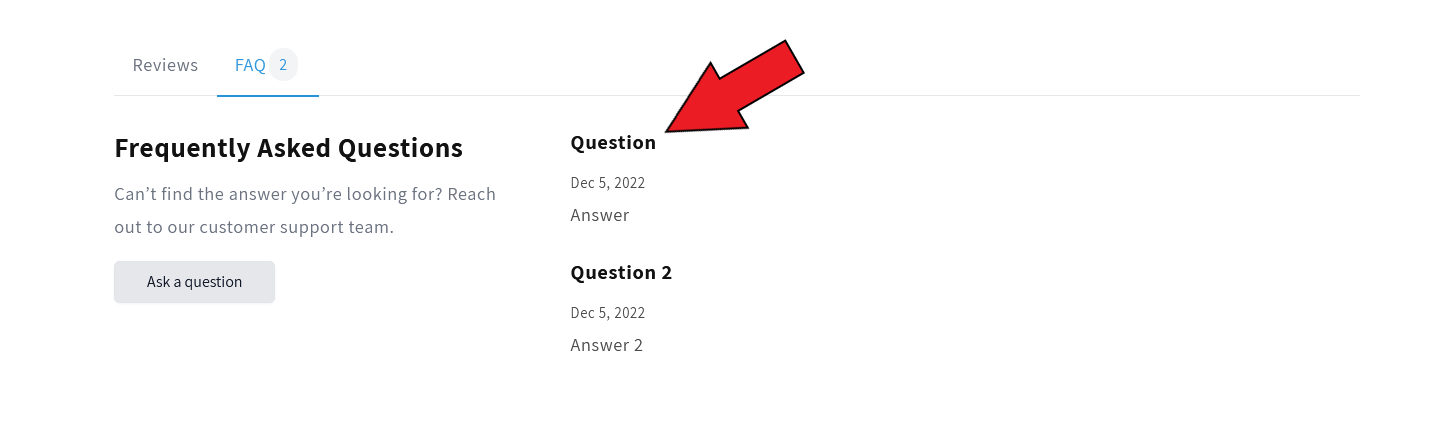 Reviews
FAQ 2
Frequently Asked Questions
Can’t find the answer you’re looking for? Reach
out to our customer support team.
Ask a question
Question
Dec 5, 2022
Answer
Question 2
Dec 5, 2022
Answer 2